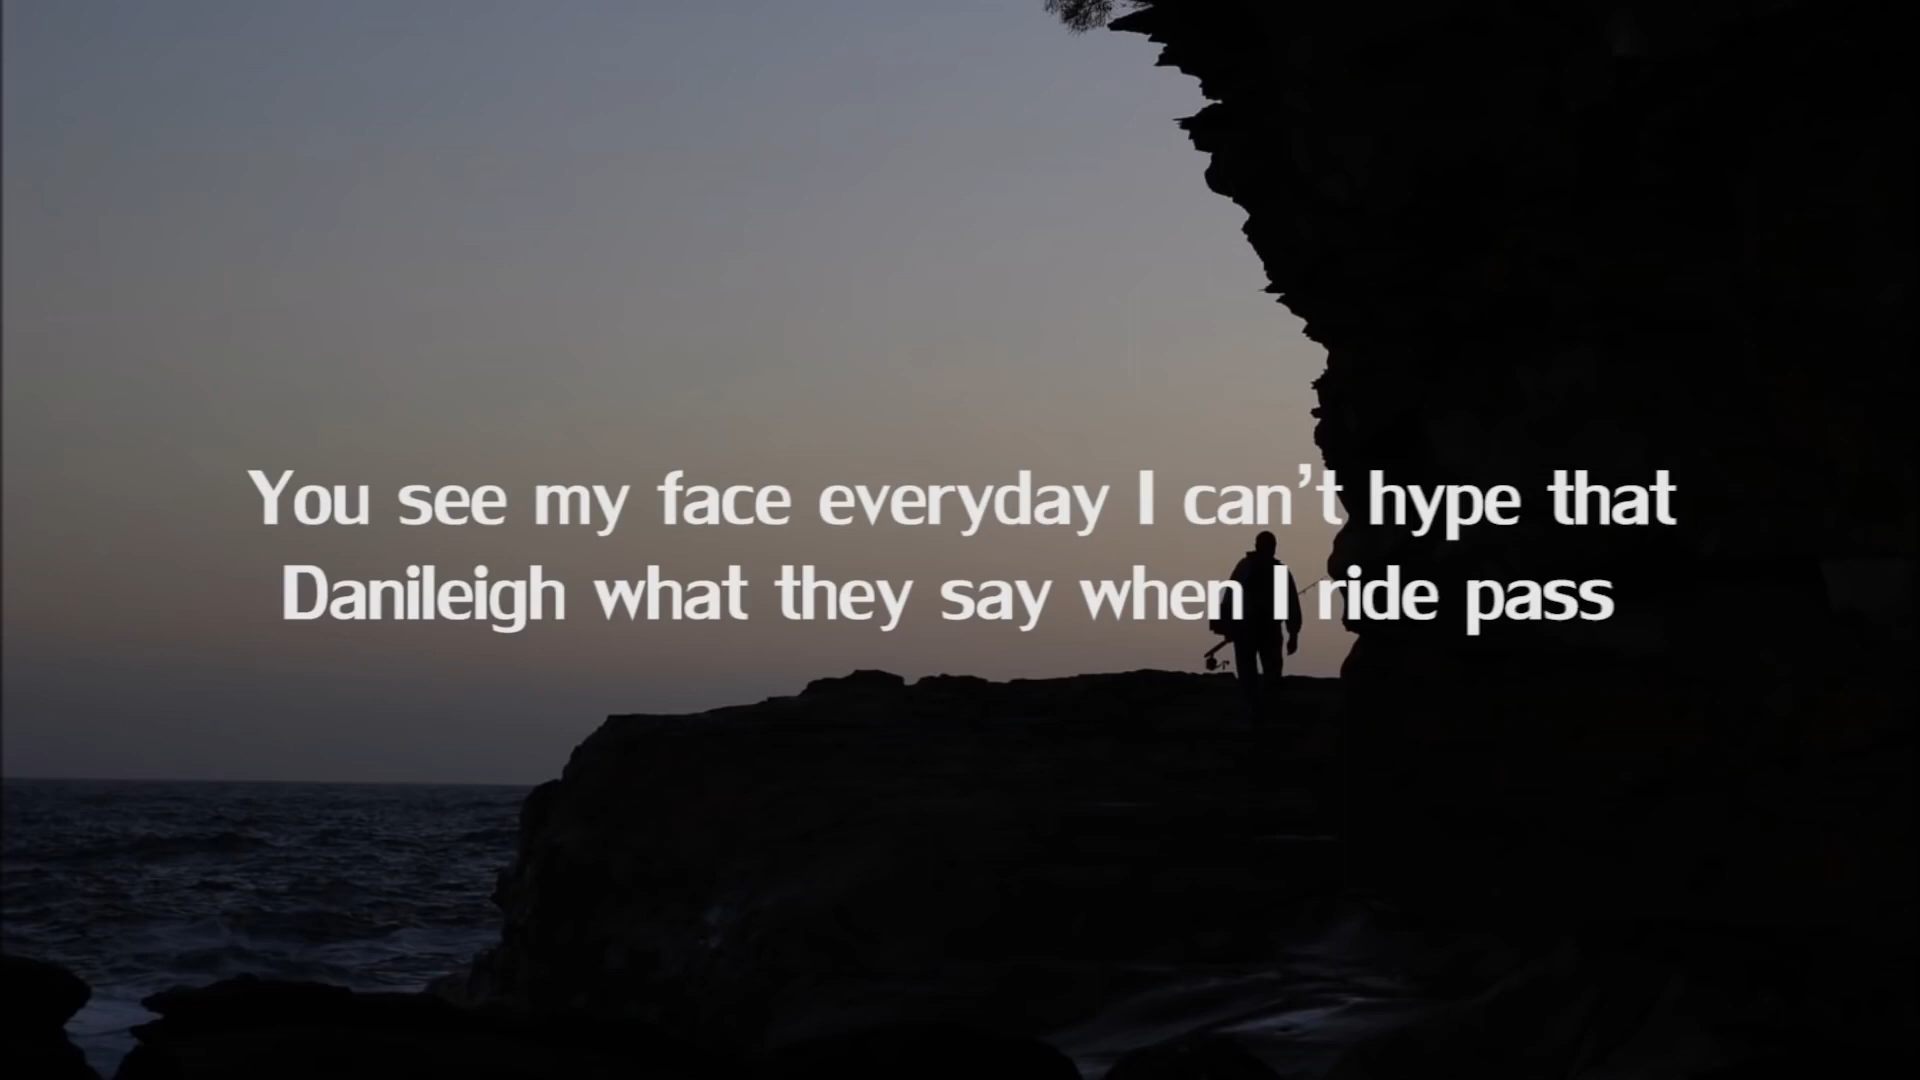 You see my face everyday I can't hype that
Danileigh what they say when I ride pass